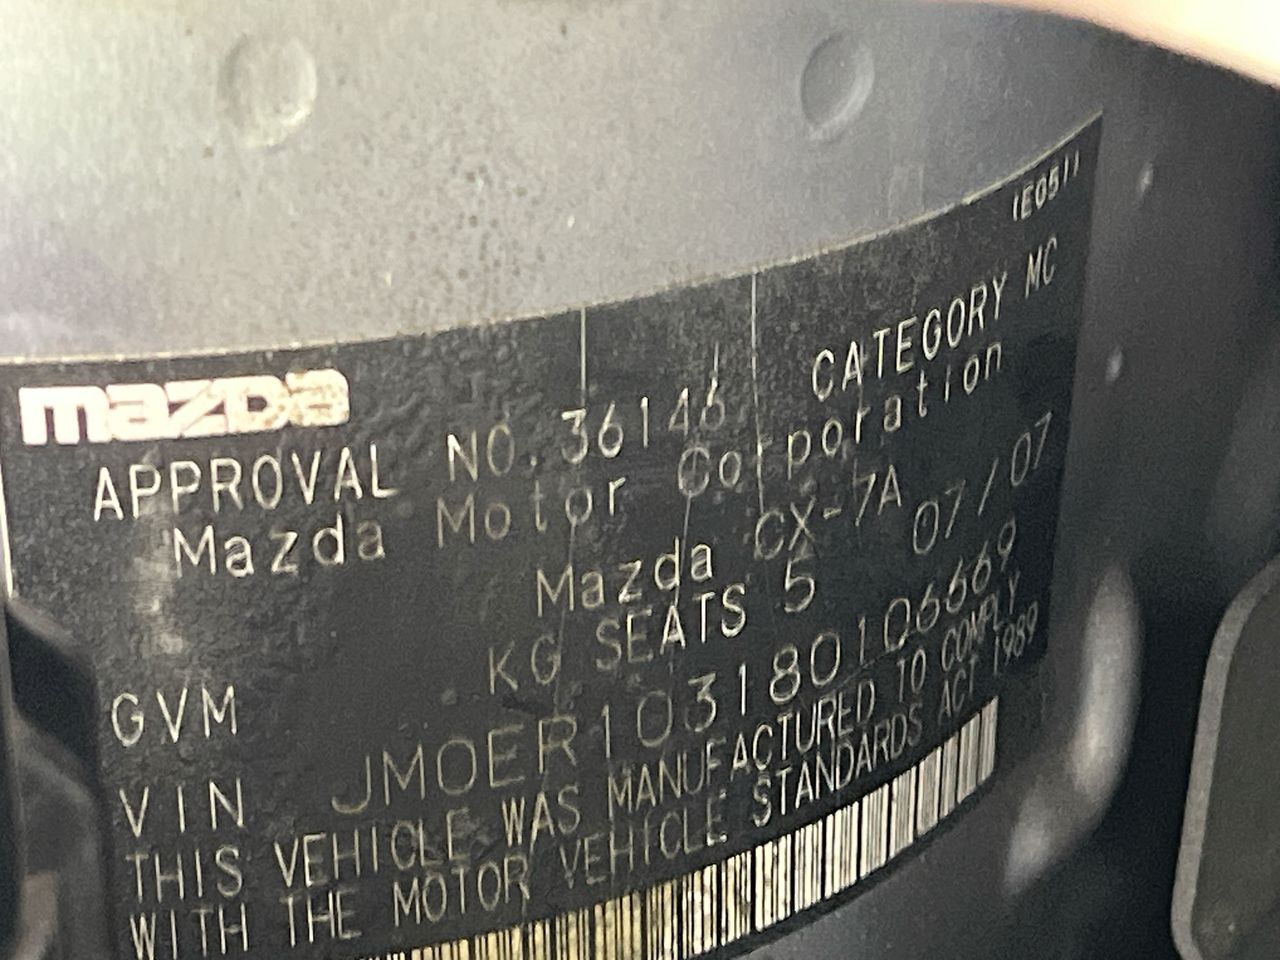 (E051)
mazda
APPROVAL NO. 36146 CATEGORY MC
Mazda Motor Corporation
Mazda CX-7A 07/07
GVM KG SEATS 5
VIN JM0ER103180106669
THIS VEHICLE WAS MANUFACTURED TO COMPLY
WITH THE MOTOR VEHICLE STANDARDS ACT 1989